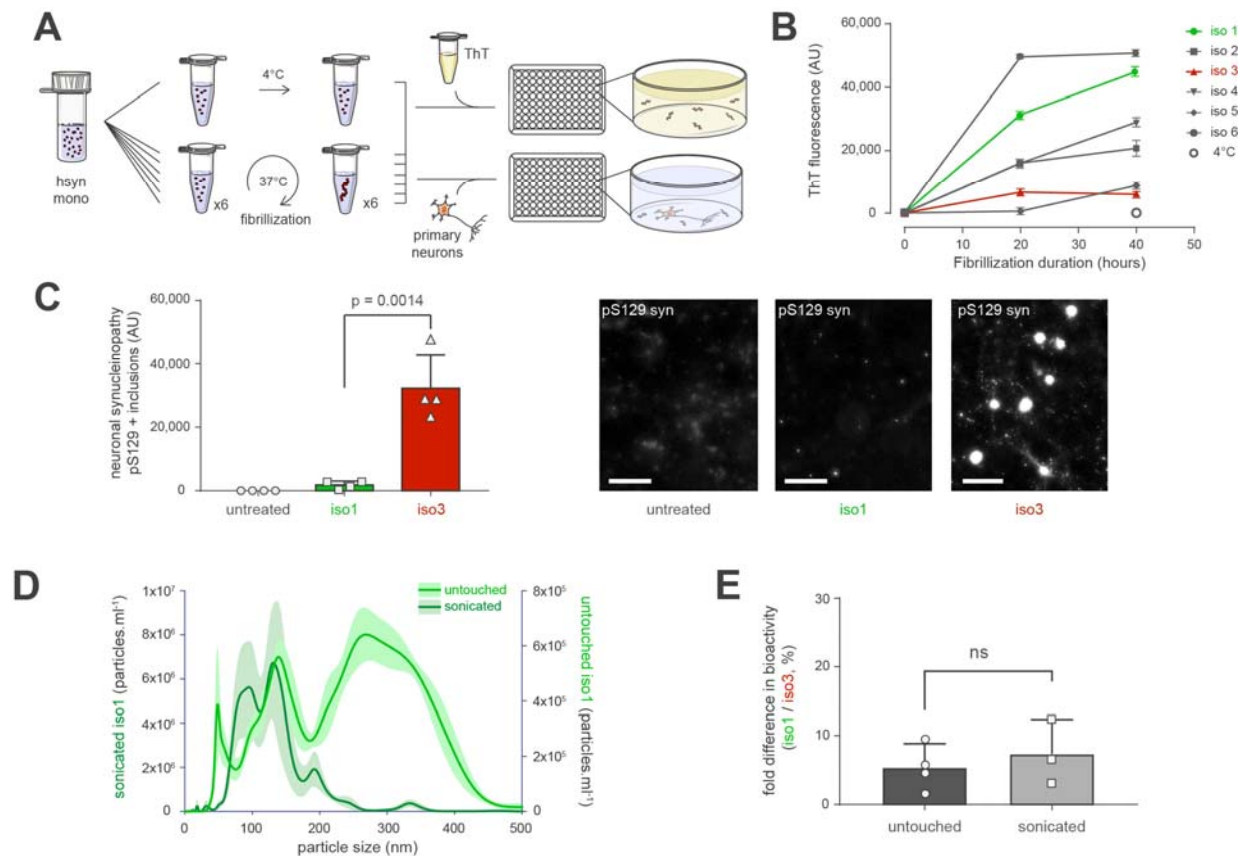 A
hsyn
mono
4°C
x6
37°C
fibrillization
x6
ThT
primary
neurons
B
ThT fluorescence (AU)
60,000
40,000
20,000
0
0 10 20 30 40 50
Fibrillization duration (hours)
iso 1
iso 2
iso 3
iso 4
iso 5
iso 6
4°C
C
neuronal synucleinopathy
pS129 + inclusions (AU)
60,000
40,000
20,000
0
p = 0.0014
untreated iso1 iso3
pS129 syn pS129 syn pS129 syn
untreated iso1 iso3
D
sonicated iso1 (particles.ml⁻¹)
1x10⁷
8x10⁶
6x10⁶
4x10⁶
2x10⁶
0
untouched
sonicated
8x10⁵
6x10⁵
4x10⁵
2x10⁵
0
untouched iso1
(particles.ml⁻¹)
0 100 200 300 400 500
particle size (nm)
E
fold difference in bioactivity
(iso1 / iso3, %)
30
20
10
0
ns
untouched sonicated